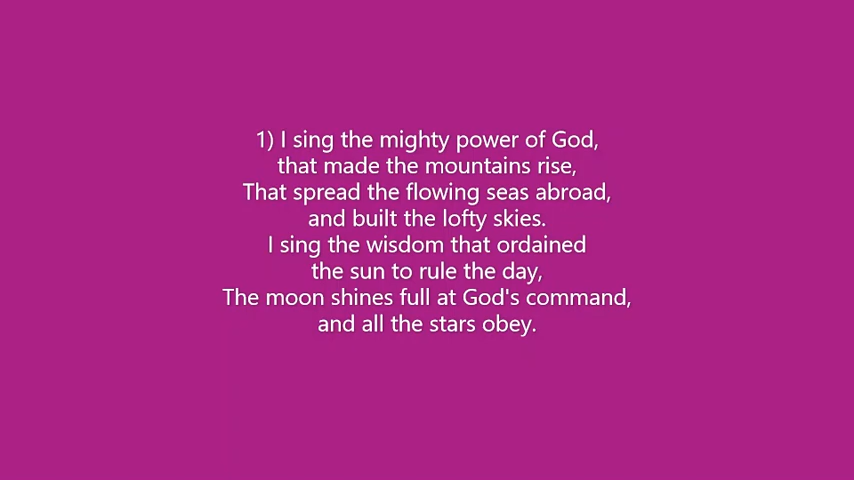 1) I sing the mighty power of God,
that made the mountains rise,
That spread the flowing seas abroad,
and built the lofty skies.
I sing the wisdom that ordained
the sun to rule the day,
The moon shines full at God's command,
and all the stars obey.